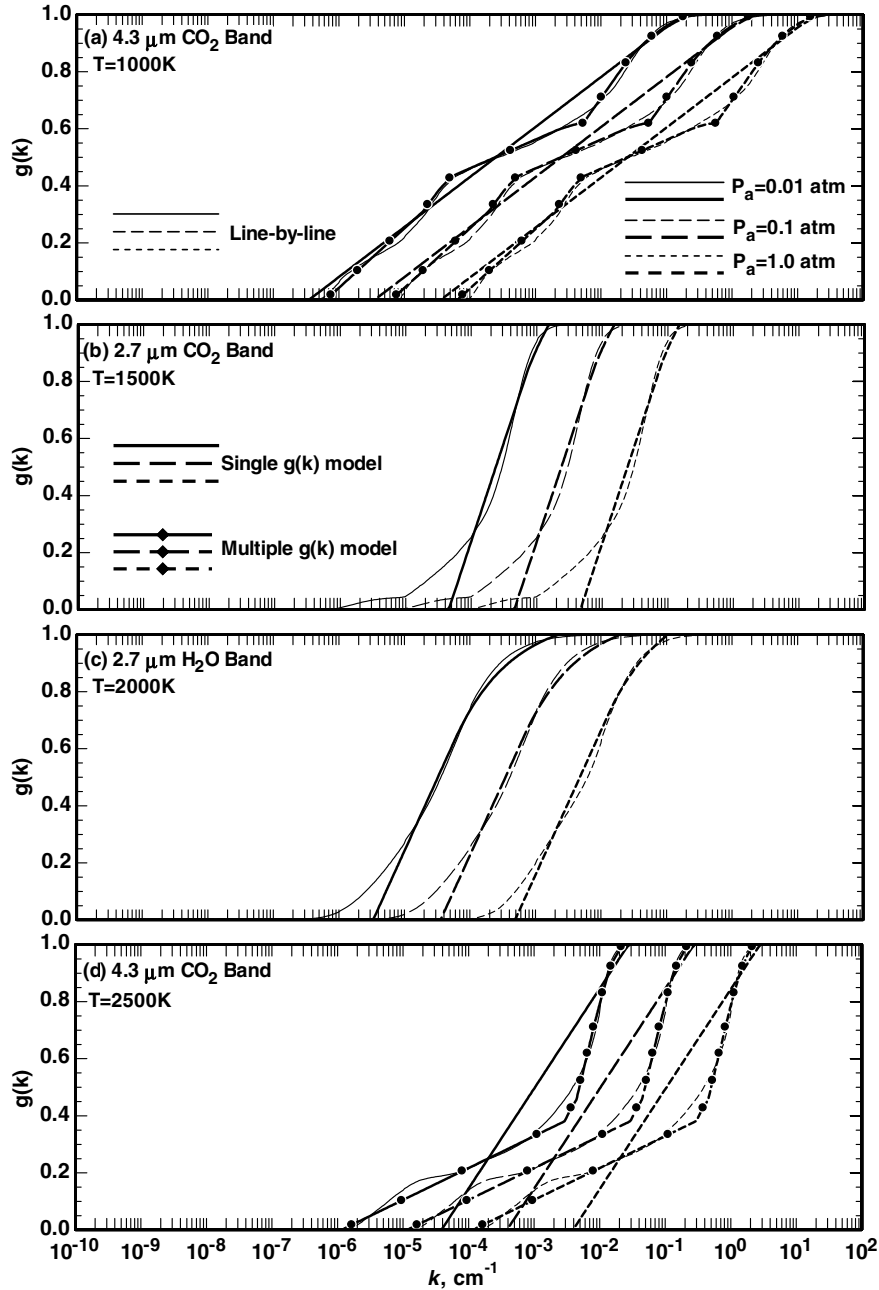 1.0
0.8
0.6
0.4
0.2
0.0
g(k)
(a) 4.3 μm CO2 Band
T=1000K
Line-by-line
Pa=0.01 atm
Pa=0.1 atm
Pa=1.0 atm
1.0
0.8
0.6
0.4
0.2
0.0
g(k)
(b) 2.7 μm CO2 Band
T=1500K
Single g(k) model
Multiple g(k) model
1.0
0.8
0.6
0.4
0.2
0.0
g(k)
(c) 2.7 μm H2O Band
T=2000K
1.0
0.8
0.6
0.4
0.2
0.0
g(k)
(d) 4.3 μm CO2 Band
T=2500K
10-10 10-9 10-8 10-7 10-6 10-5 10-4 10-3 10-2 10-1 100 101 102
k, cm-1